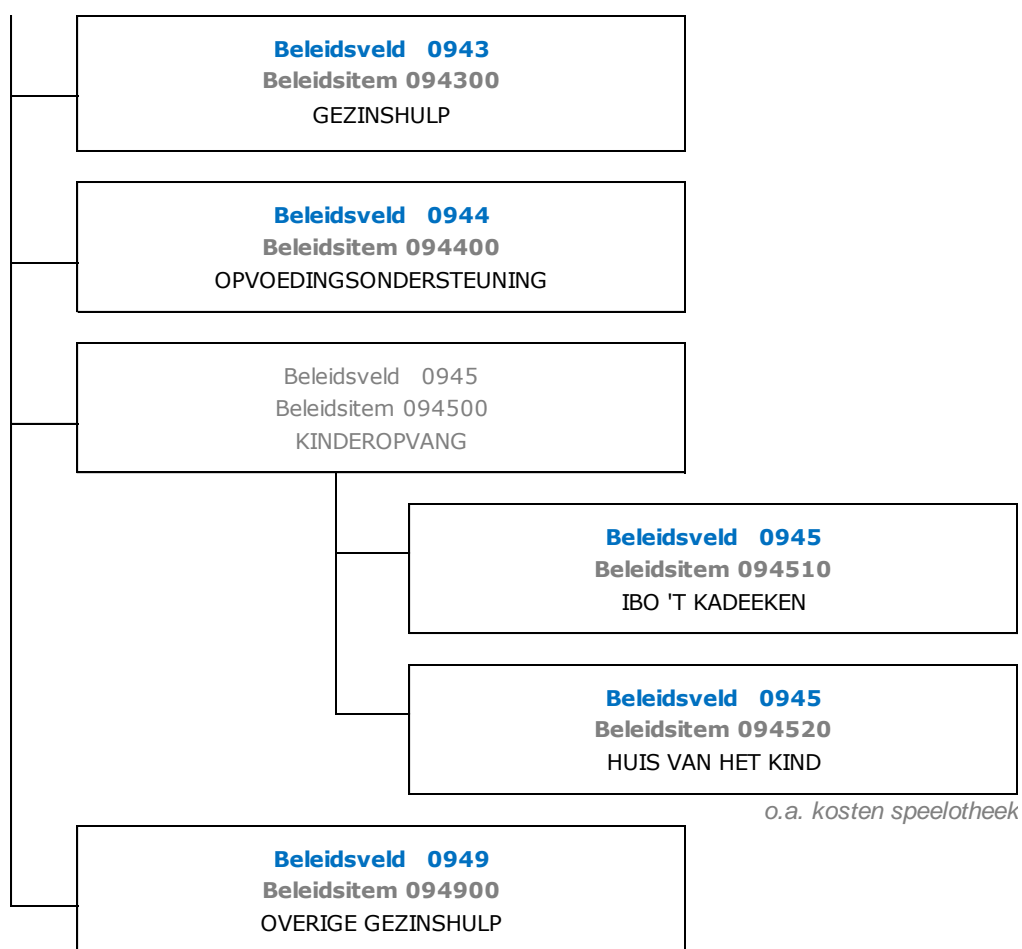 Beleidsveld 0943
Beleidsitem 094300
GEZINSHULP
Beleidsveld 0944
Beleidsitem 094400
OPVOEDINGSONDERSTEUNING
Beleidsveld 0945
Beleidsitem 094500
KINDEROPVANG
Beleidsveld 0945
Beleidsitem 094510
IBO 'T KADEEKEN
Beleidsveld 0945
Beleidsitem 094520
HUIS VAN HET KIND
o.a. kosten speelotheek
Beleidsveld 0949
Beleidsitem 094900
OVERIGE GEZINSHULP